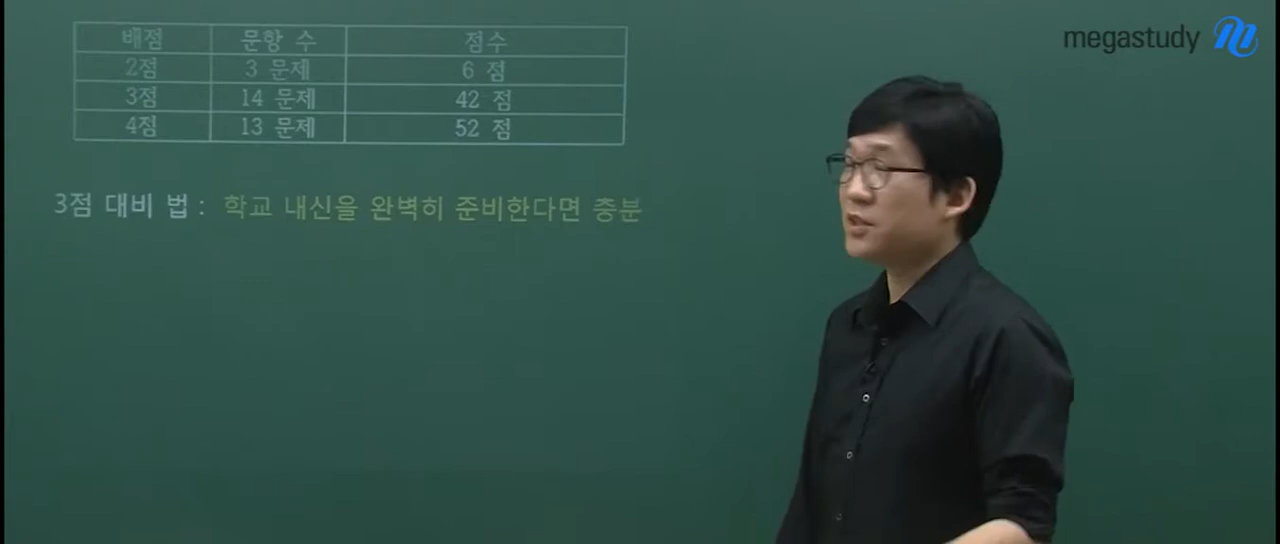 megastudy
배점 문항 수 점수
2점 3 문제 6 점
3점 14 문제 42 점
4점 13 문제 52 점
3점 대비 법 : 학교 내신을 완벽히 준비한다면 충분